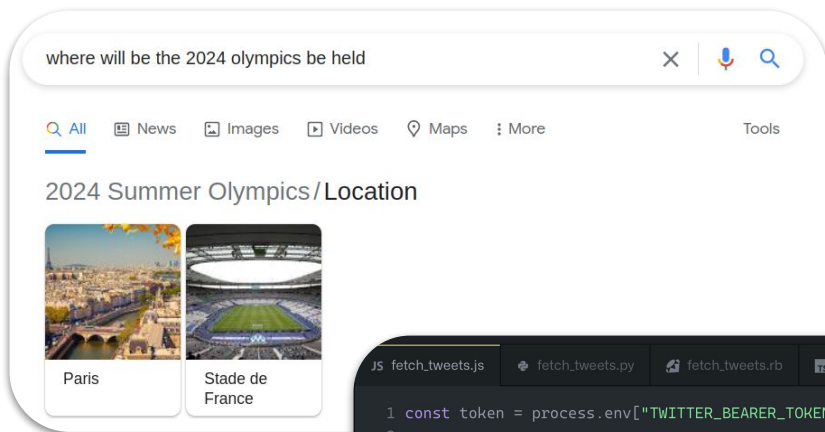 where will be the 2024 olympics be held
All News Images Videos Maps More Tools
2024 Summer Olympics/Location
Paris
Stade de
France
JS fetch_tweets.js fetch_tweets.py fetch_tweets.rb TS
1 const token = process.env["TWITTER_BEARER_TOKEN